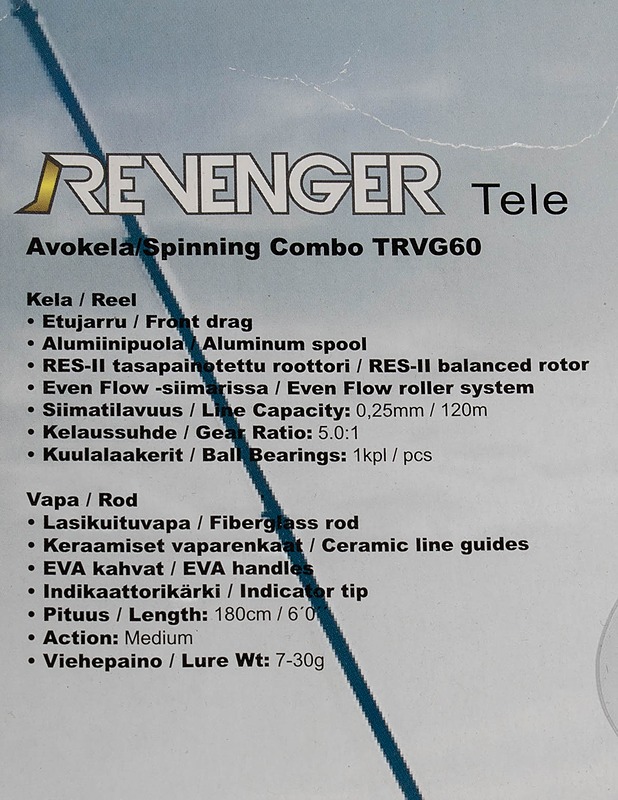 REVENGER Tele
Avokela/Spinning Combo TRVG60
Kela / Reel
• Etujarru / Front drag
• Alumiinipuola / Aluminum spool
• RES-II tasapainotettu roottori / RES-II balanced rotor
• Even Flow -siimarissa / Even Flow roller system
• Siimatilavuus / Line Capacity: 0,25mm / 120m
• Kelaussuhde / Gear Ratio: 5.0:1
• Kuulalaakerit / Ball Bearings: 1kpl / pcs
Vapa / Rod
• Lasikuituvapa / Fiberglass rod
• Keraamiset vaparenkaat / Ceramic line guides
• EVA kahvat / EVA handles
• Indikaattorikärki / Indicator tip
• Pituus / Length: 180cm / 6´0´´
• Action: Medium
• Viehepaino / Lure Wt: 7-30g